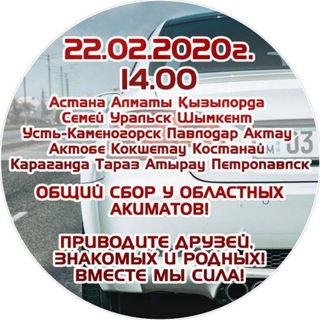 22.02.2020г.
14.00
Астана Алматы Қызылорда
Семей Уральск Шымкент
Усть-Каменогорск Павлодар Актау
Актобе Кокшетау Костанай
Караганда Тараз Атырау Петропавлск
ОБЩИЙ СБОР У ОБЛАСТНЫХ
АКИМАТОВ!
ПРИВОДИТЕ ДРУЗЕЙ,
ЗНАКОМЫХ И РОДНЫХ!
ВМЕСТЕ МЫ СИЛА!